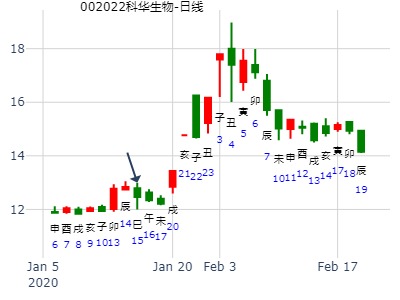 002022科华生物-日线
18
16
14
12
申 酉 戌 亥 子 卯 辰 巳 午 未 戌 亥 子 丑 子 丑 寅 卯 辰 未 申 酉 戌 亥 寅 卯 辰
6 7 8 9 10 13 14 15 16 17 20 21 22 23 3 4 5 6 7 10 11 12 13 14 17 18 19
Jan 5 Jan 20 Feb 3 Feb 17
2020